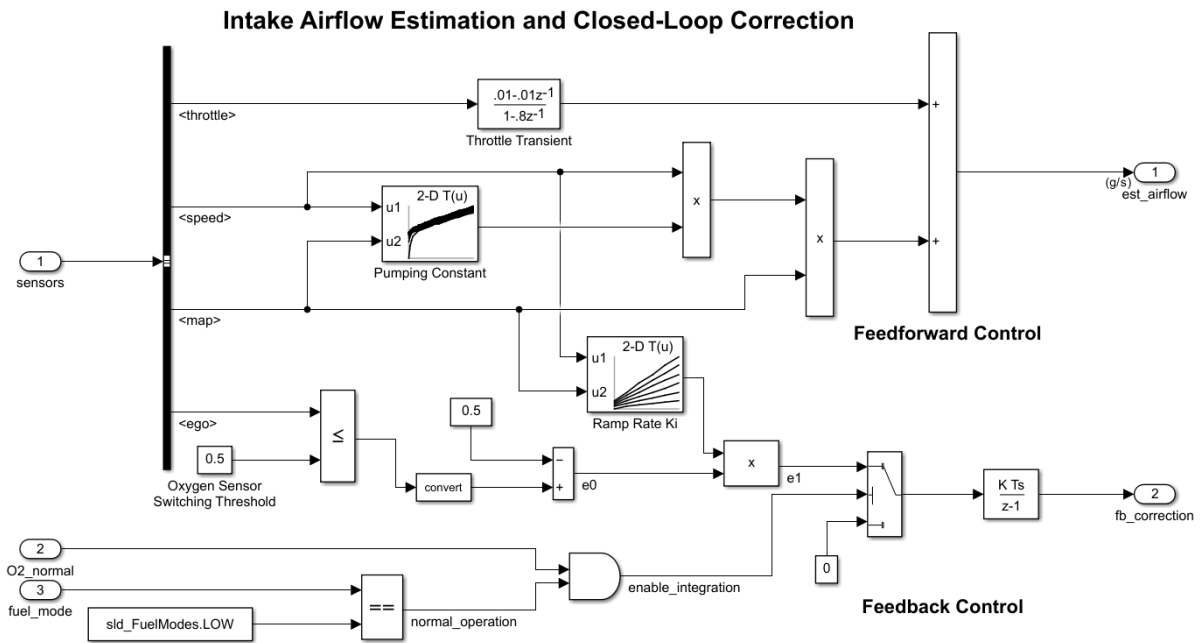 Intake Airflow Estimation and Closed-Loop Correction
<throttle>
.01-.01z-1
1-.8z-1
Throttle Transient
+
<speed>
2-D T(u)
u1
u2
Pumping Constant
x
x
+
(g/s)
1
est_airflow
1
sensors
<map>
Feedforward Control
2-D T(u)
u1
u2
Ramp Rate Ki
<ego>
0.5
Oxygen Sensor
Switching Threshold
≤
convert
0.5
−
+
e0
x
e1
K Ts
z-1
2
fb_correction
0
2
O2_normal
3
fuel_mode
sld_FuelModes.LOW
==
normal_operation
enable_integration
Feedback Control